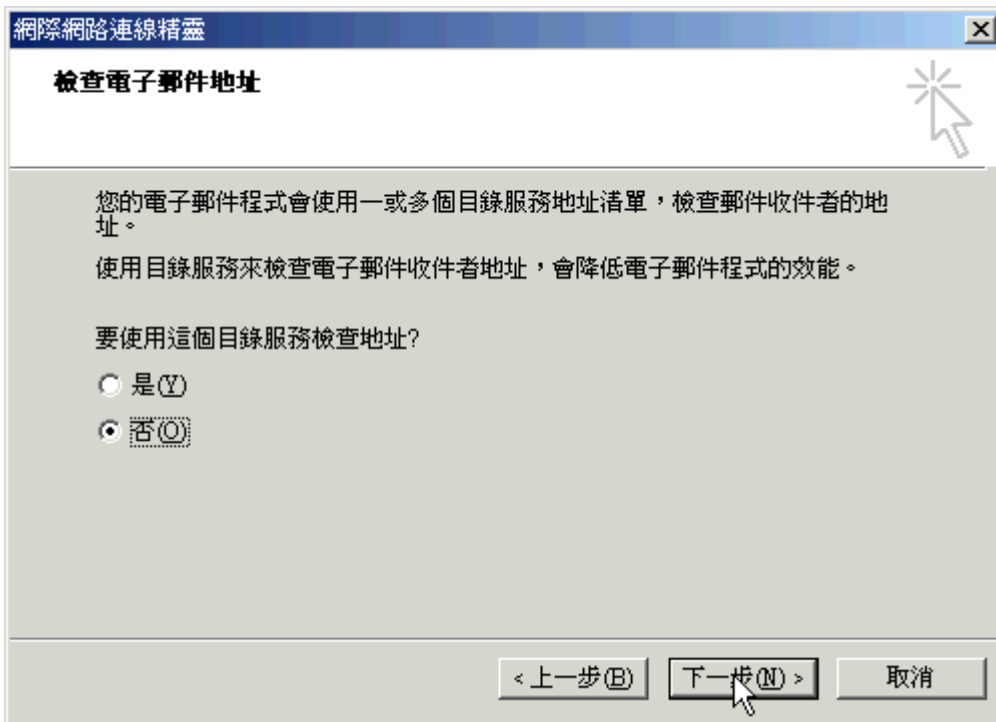 網際網路連線精靈
檢查電子郵件地址
您的電子郵件程式會使用一或多個目錄服務地址清單，檢查郵件收件者的地
址。
使用目錄服務來檢查電子郵件收件者地址，會降低電子郵件程式的效能。
要使用這個目錄服務檢查地址?
是(Y)
否(O)
<上一步(B) 下一步(N)> 取消